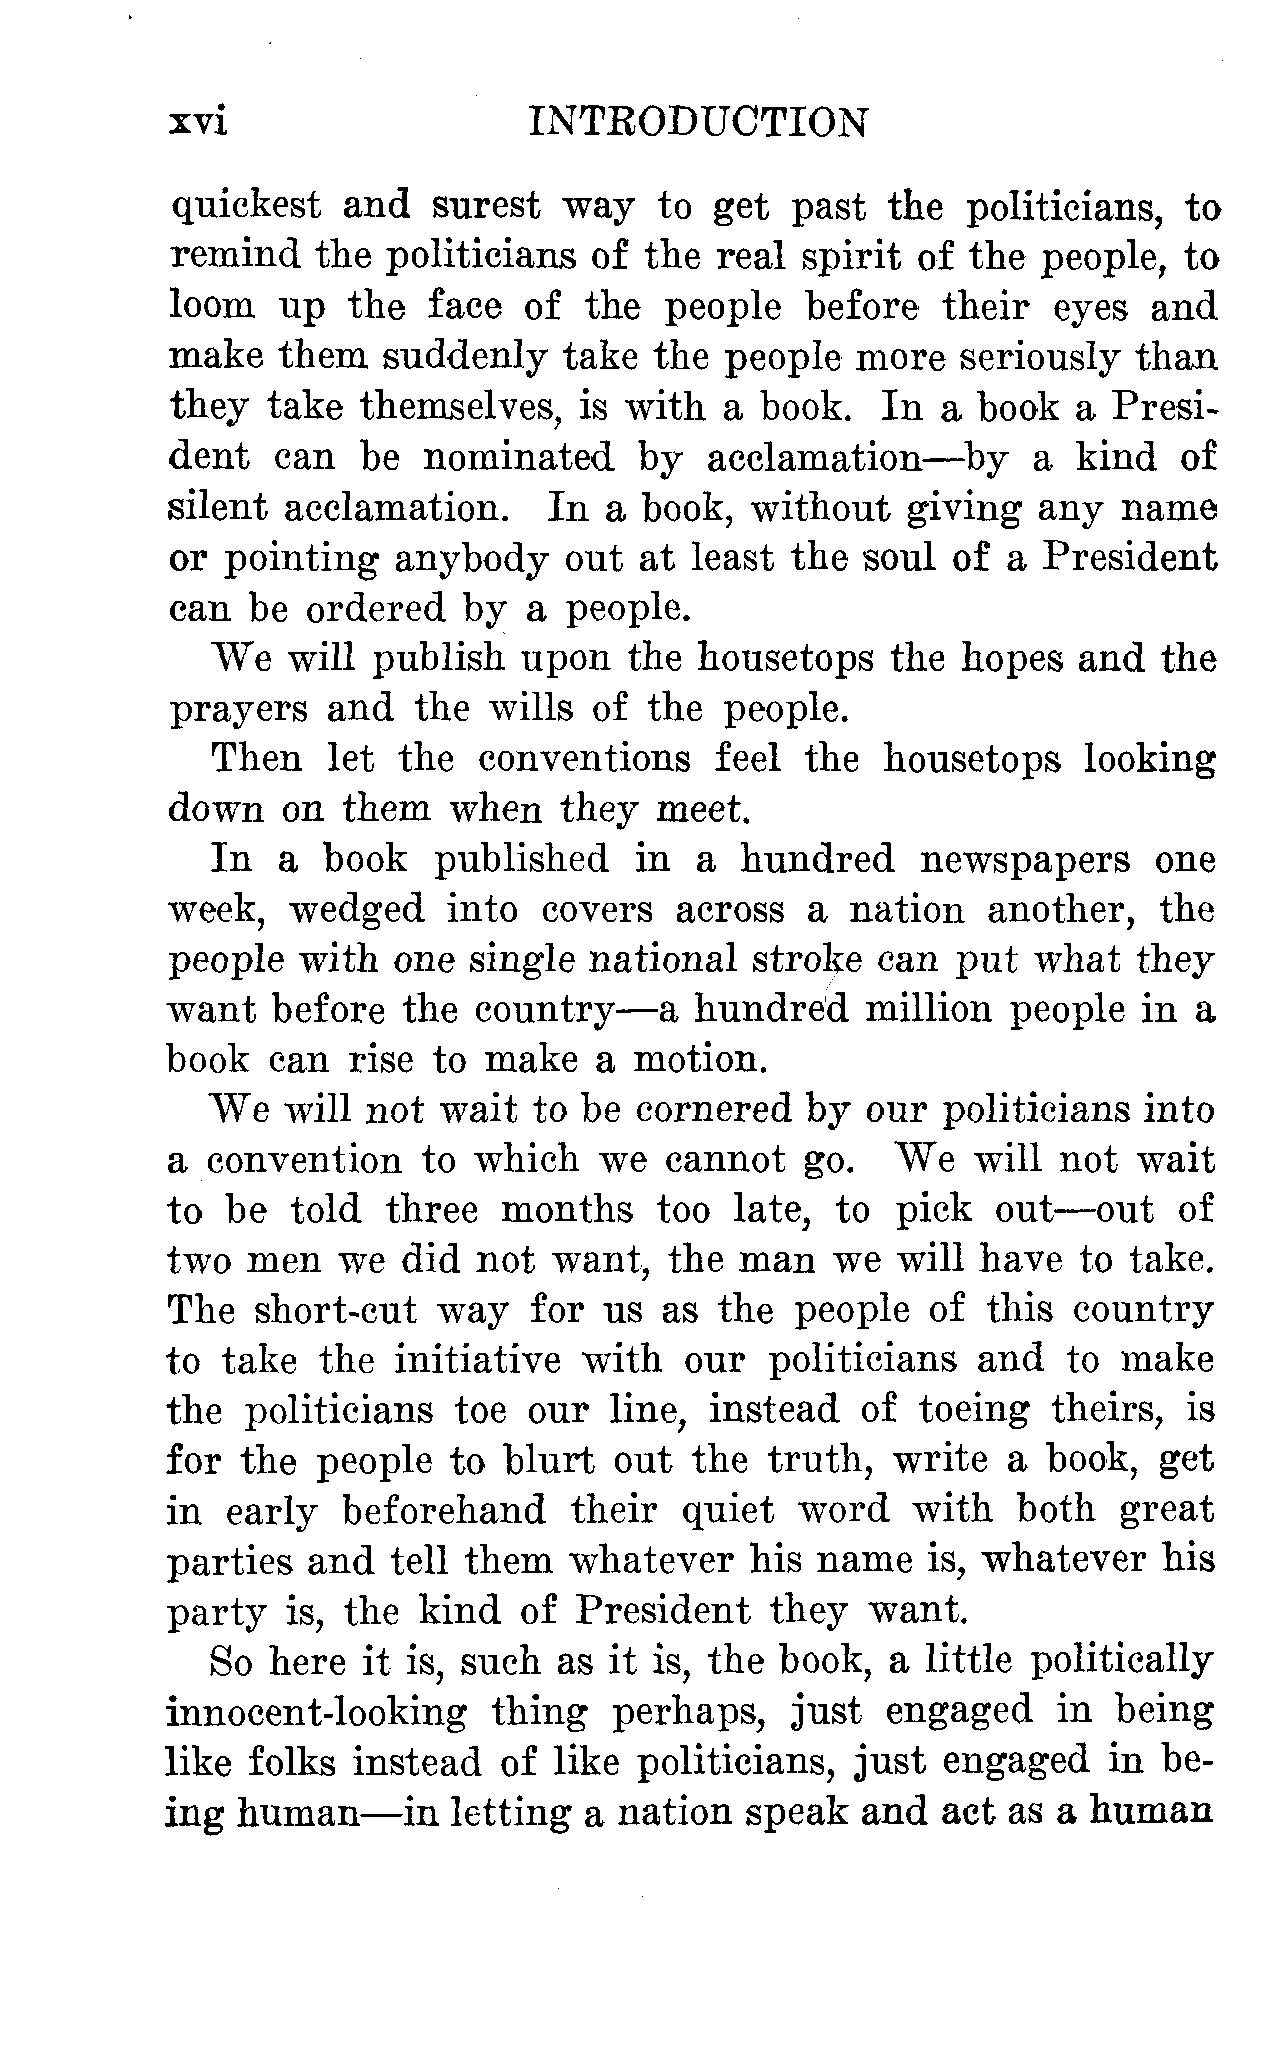 xvi INTRODUCTION
quickest and surest way to get past the politicians, to
remind the politicians of the real spirit of the people, to
loom up the face of the people before their eyes and
make them suddenly take the people more seriously than
they take themselves, is with a book. In a book a Presi-
dent can be nominated by acclamation—by a kind of
silent acclamation. In a book, without giving any name
or pointing anybody out at least the soul of a President
can be ordered by a people.
We will publish upon the housetops the hopes and the
prayers and the wills of the people.
Then let the conventions feel the housetops looking
down on them when they meet.
In a book published in a hundred newspapers one
week, wedged into covers across a nation another, the
people with one single national stroke can put what they
want before the country—a hundred million people in a
book can rise to make a motion.
We will not wait to be cornered by our politicians into
a convention to which we cannot go. We will not wait
to be told three months too late, to pick out—out of
two men we did not want, the man we will have to take.
The short-cut way for us as the people of this country
to take the initiative with our politicians and to make
the politicians toe our line, instead of toeing theirs, is
for the people to blurt out the truth, write a book, get
in early beforehand their quiet word with both great
parties and tell them whatever his name is, whatever his
party is, the kind of President they want.
So here it is, such as it is, the book, a little politically
innocent-looking thing perhaps, just engaged in being
like folks instead of like politicians, just engaged in be-
ing human—in letting a nation speak and act as a human